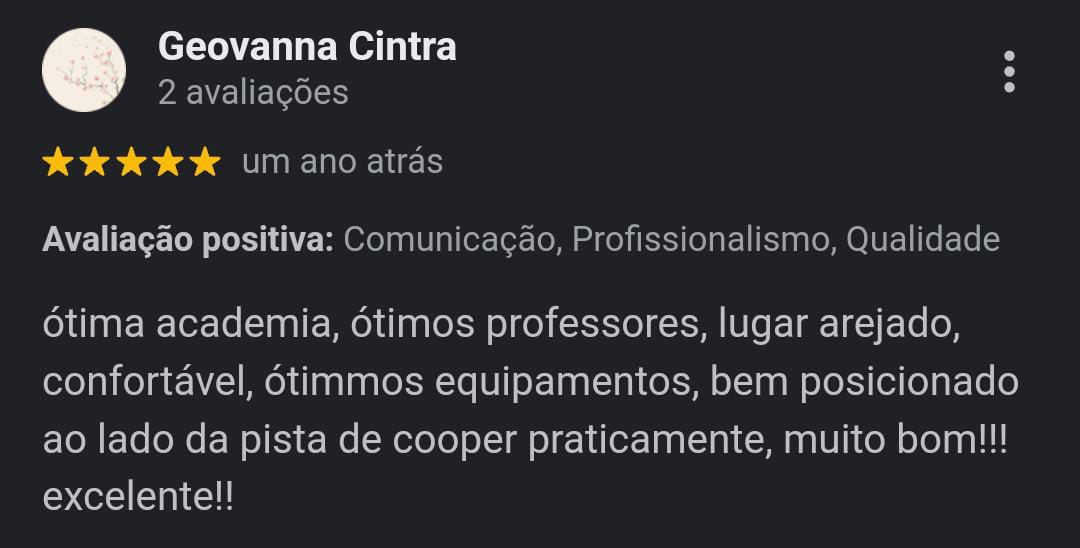 Geovanna Cintra
2 avaliações
um ano atrás
Avaliação positiva: Comunicação, Profissionalismo, Qualidade
ótima academia, ótimos professores, lugar arejado,
confortável, ótimmos equipamentos, bem posicionado
ao lado da pista de cooper praticamente, muito bom!!!
excelente!!